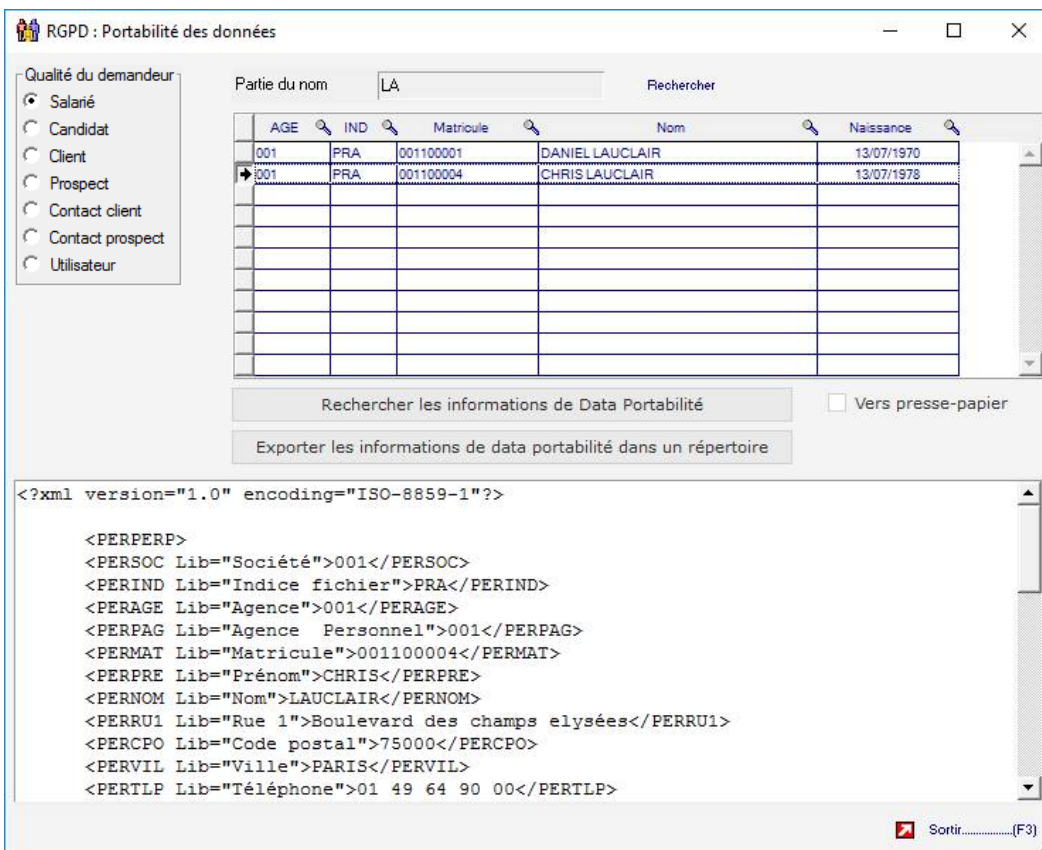 RGPD : Portabilité des données
Qualité du demandeur
Salarié
Candidat
Client
Prospect
Contact client
Contact prospect
Utilisateur
Partie du nom LA Rechercher
AGE IND Matricule Nom Naissance
001 PRA 001100001 DANIEL LAUCLAIR 13/07/1970
001 PRA 001100004 CHRIS LAUCLAIR 13/07/1978
Rechercher les informations de Data Portabilité Vers presse-papier
Exporter les informations de data portabilité dans un répertoire
<?xml version="1.0" encoding="ISO-8859-1"?>
<PERPERP>
<PERSOC Lib="Société">001</PERSOC>
<PERIND Lib="Indice fichier">PRA</PERIND>
<PERAGE Lib="Agence">001</PERAGE>
<PERPAG Lib="Agence  Personnel">001</PERPAG>
<PERMAT Lib="Matricule">001100004</PERMAT>
<PERPRE Lib="Prénom">CHRIS</PERPRE>
<PERNOM Lib="Nom">LAUCLAIR</PERNOM>
<PERRU1 Lib="Rue 1">Boulevard des champs elysées</PERRU1>
<PERCPO Lib="Code postal">75000</PERCPO>
<PERVIL Lib="Ville">PARIS</PERVIL>
<PERTLP Lib="Téléphone">01 49 64 90 00</PERTLP>
Sortir................(F3)